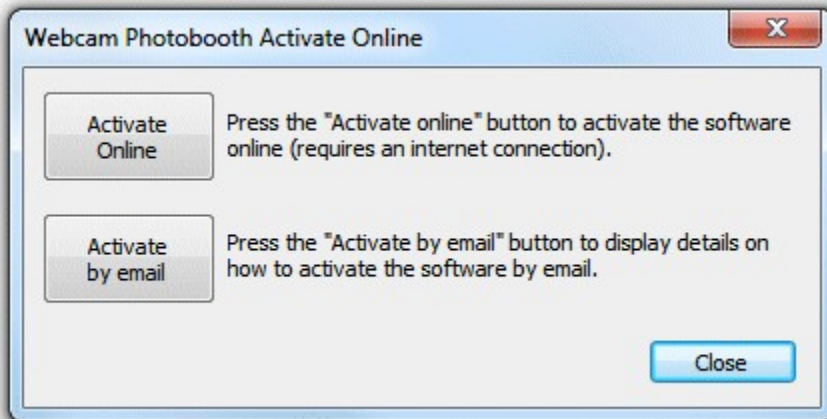 Webcam Photobooth Activate Online
Activate
Online
Press the "Activate online" button to activate the software
online (requires an internet connection).
Activate
by email
Press the "Activate by email" button to display details on
how to activate the software by email.
Close